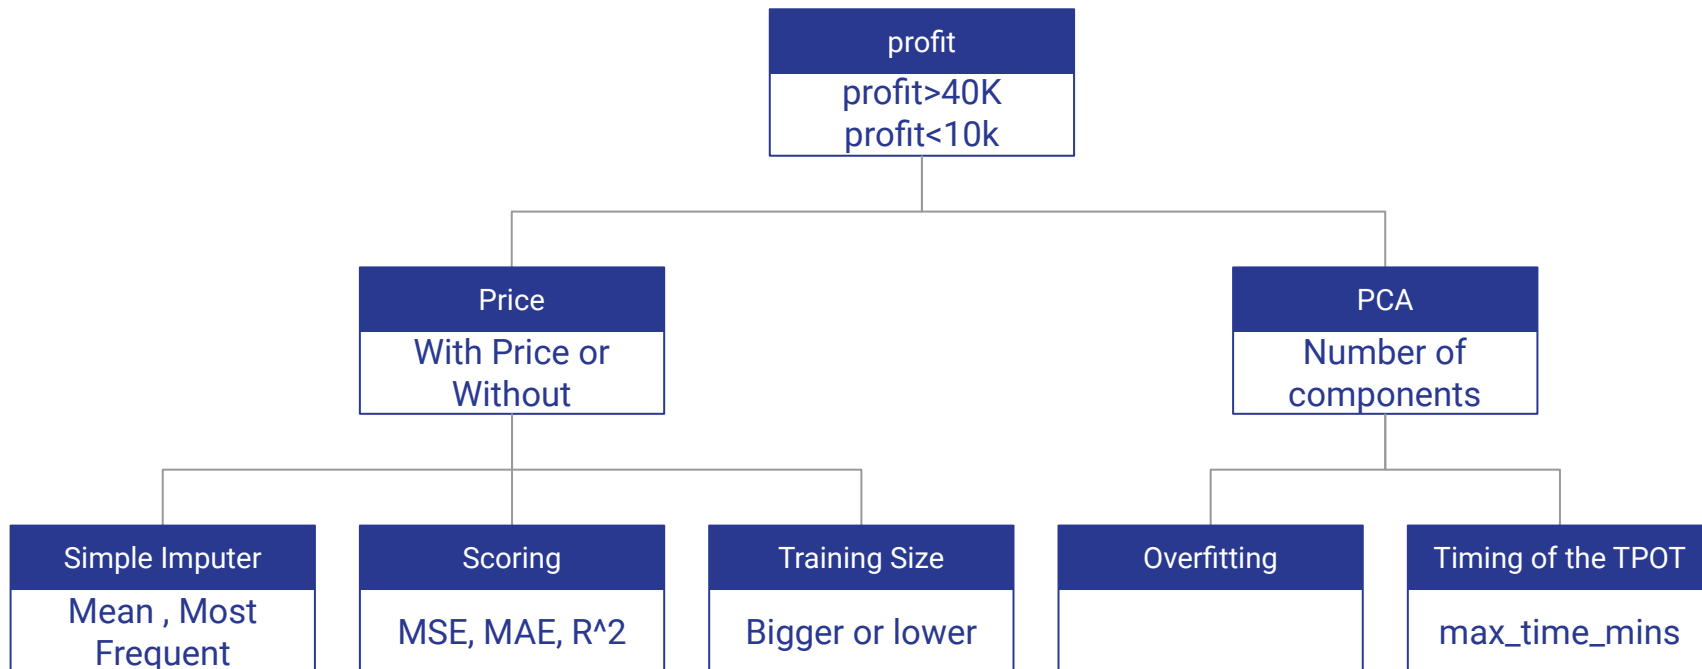 profit
profit>40K
profit<10k
Price
With Price or
Without
PCA
Number of
components
Simple Imputer
Mean , Most
Frequent
Scoring
MSE, MAE, R^2
Training Size
Bigger or lower
Overfitting
Timing of the TPOT
max_time_mins